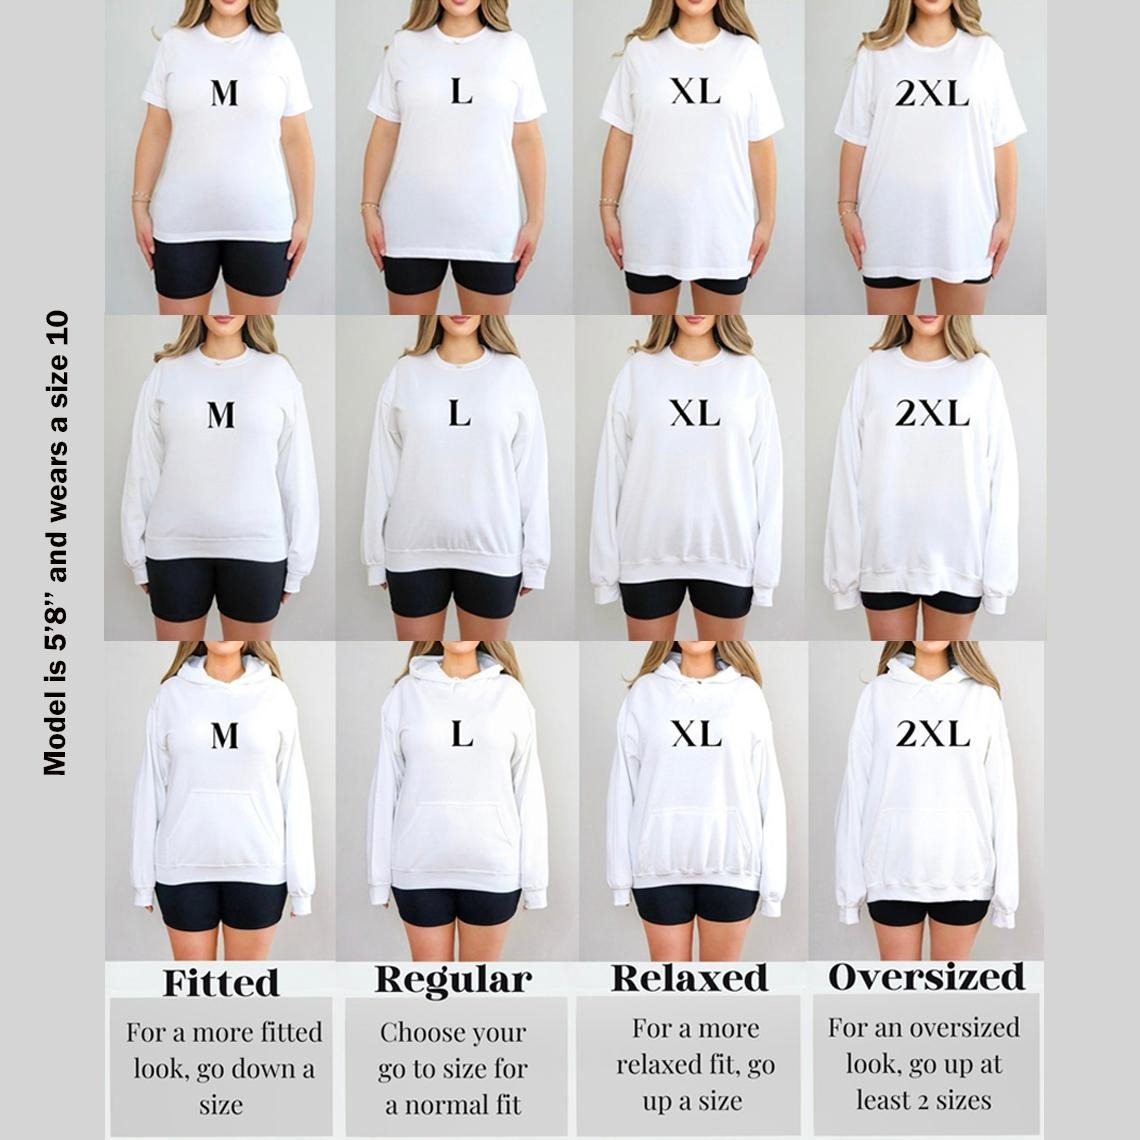 M
L
XL
2XL
Model is 5’8” and wears a size 10
M
L
XL
2XL
M
L
XL
2XL
Fitted
Regular
Relaxed
Oversized
For a more fitted
look, go down a
size
Choose your
go to size for
a normal fit
For a more
relaxed fit, go
up a size
For an oversized
look, go up at
least 2 sizes